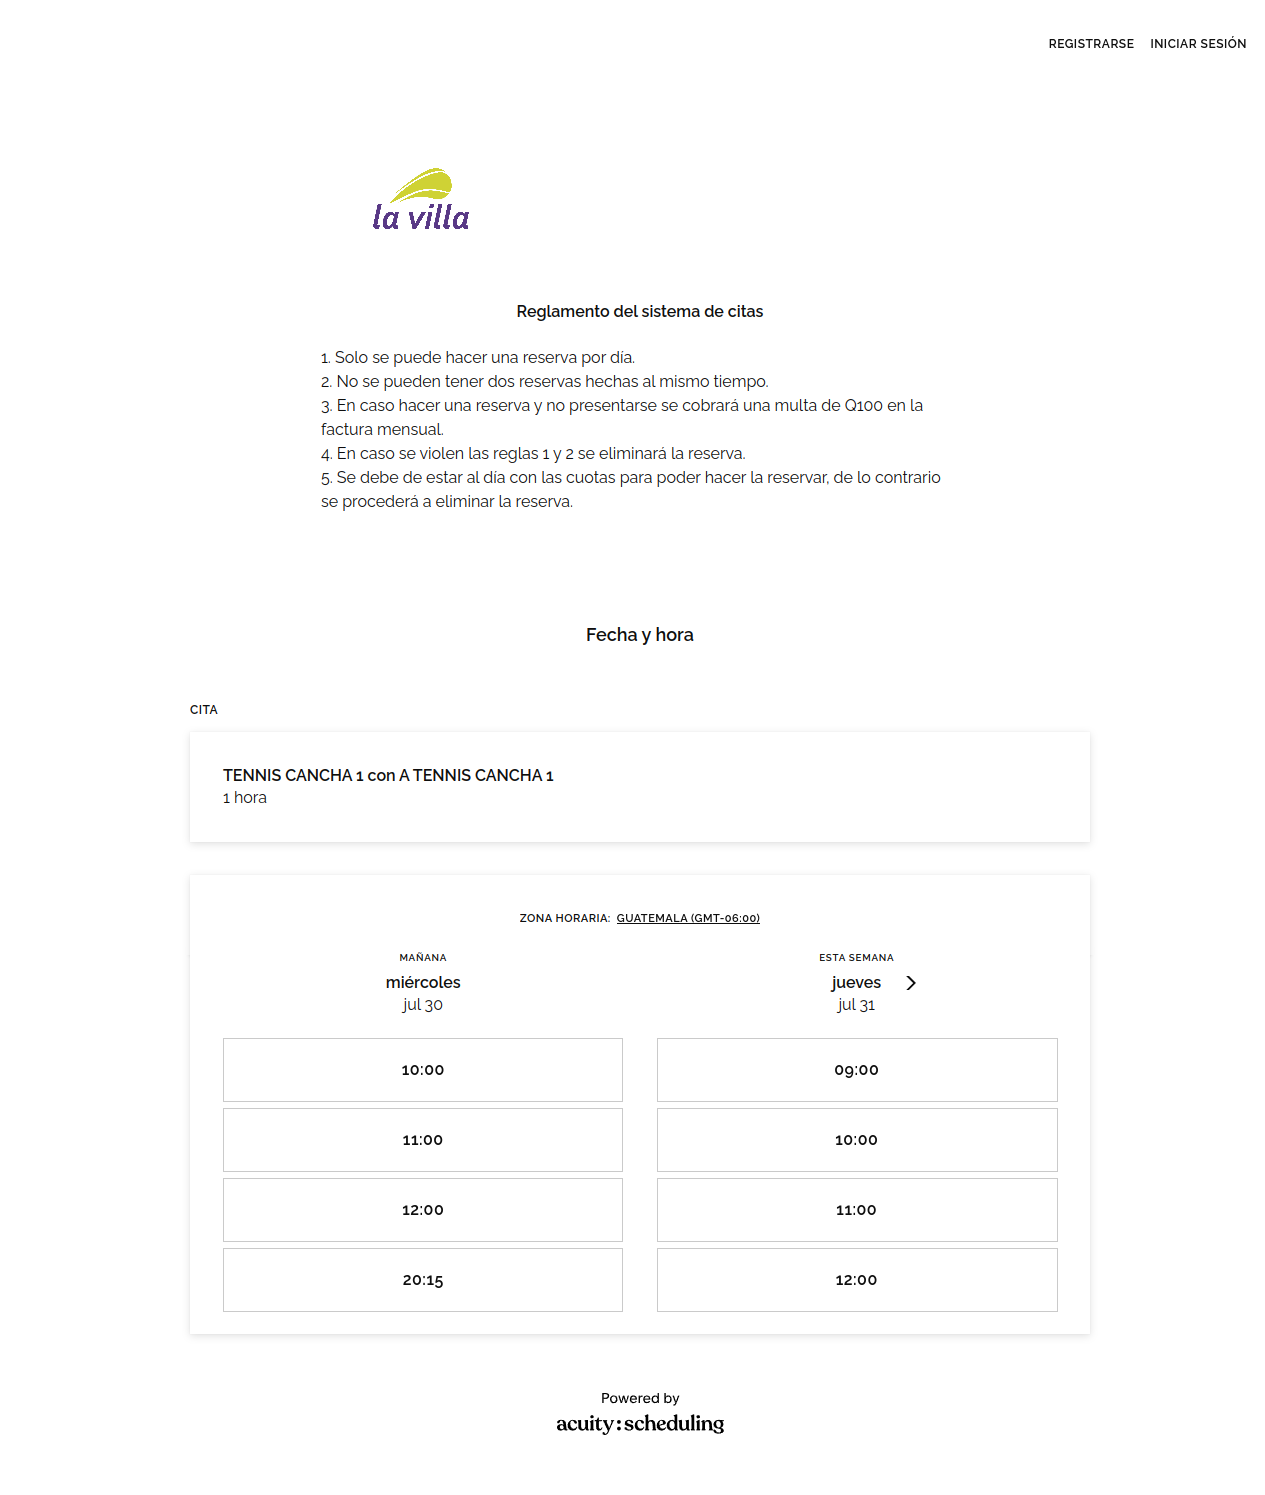 REGISTRARSE INICIAR SESIÓN
la villa
Reglamento del sistema de citas
1. Solo se puede hacer una reserva por día.
2. No se pueden tener dos reservas hechas al mismo tiempo.
3. En caso hacer una reserva y no presentarse se cobrará una multa de Q100 en la
factura mensual.
4. En caso se violen las reglas 1 y 2 se eliminará la reserva.
5. Se debe de estar al día con las cuotas para poder hacer la reservar, de lo contrario
se procederá a eliminar la reserva.
Fecha y hora
CITA
TENNIS CANCHA 1 con A TENNIS CANCHA 1
1 hora
ZONA HORARIA: GUATEMALA (GMT-06:00)
MAÑANA
miércoles
jul 30
10:00
11:00
12:00
20:15
ESTA SEMANA
jueves
jul 31
09:00
10:00
11:00
12:00
Powered by
acuity:scheduling